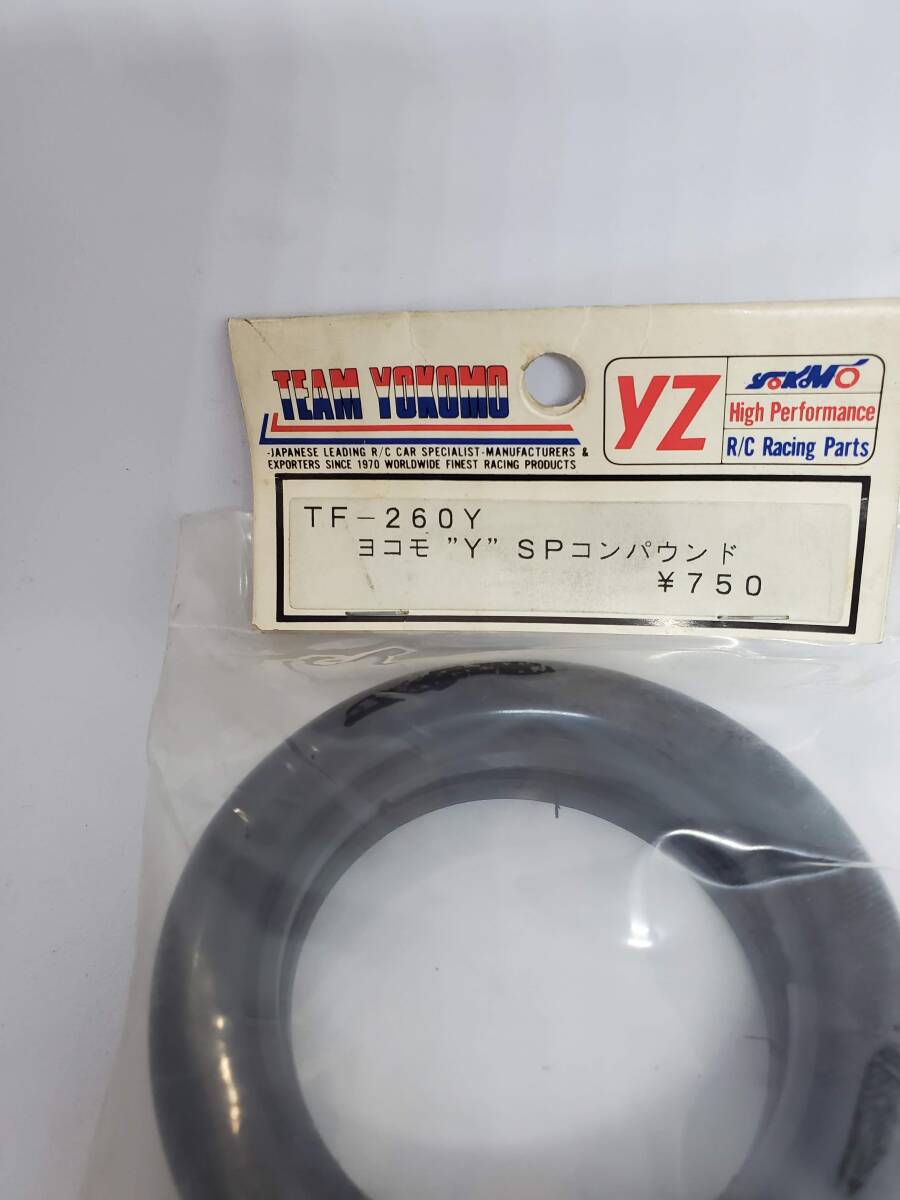 TEAM YOKOMO
-JAPANESE LEADING R/C CAR SPECIALIST-MANUFACTURERS &
EXPORTERS SINCE 1970 WORLDWIDE FINEST RACING PRODUCTS
YZ
YOKOMO
High Performance
R/C Racing Parts
TF-260Y
ヨコモ "Y" SPコンパウンド
¥750